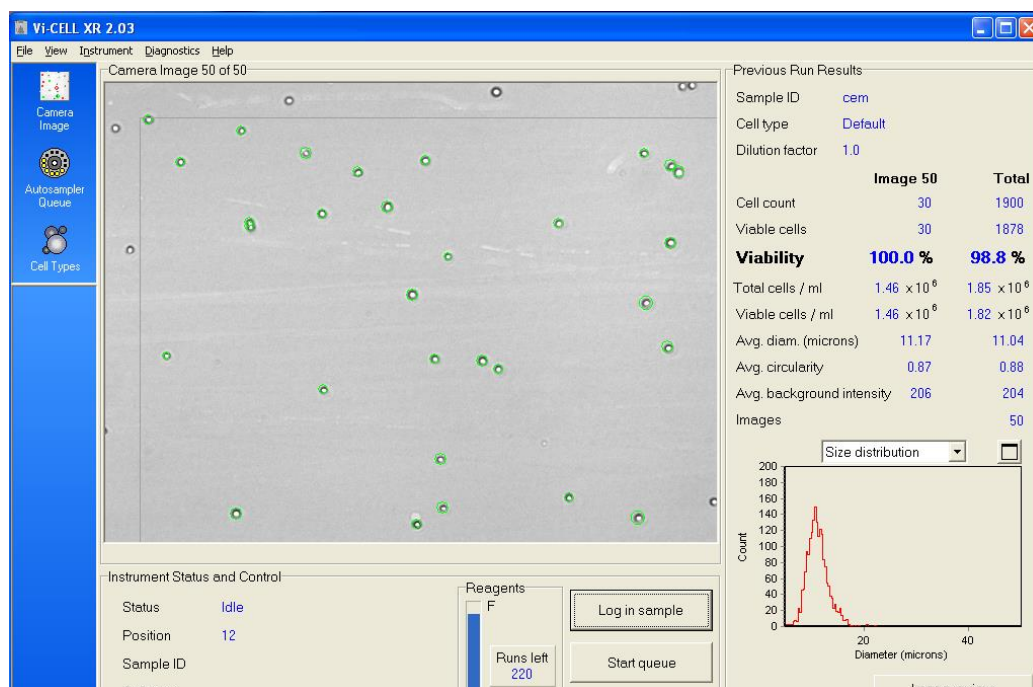 Vi-CELL XR 2.03
File View Instrument Diagnostics Help
Camera Image
Autosampler Queue
Cell Types
Camera Image 50 of 50
Previous Run Results
Sample ID cem
Cell type Default
Dilution factor 1.0
Image 50 Total
Cell count 30 1900
Viable cells 30 1878
Viability 100.0 % 98.8 %
Total cells / ml 1.46 x 10⁶ 1.85 x 10⁶
Viable cells / ml 1.46 x 10⁶ 1.82 x 10⁶
Avg. diam. (microns) 11.17 11.04
Avg. circularity 0.87 0.88
Avg. background intensity 206 204
Images 50
Size distribution
200
180
160
140
120
100
80
60
40
20
0
Count
20 40
Diameter (microns)
Instrument Status and Control
Status Idle
Position 12
Sample ID
Reagents
F
Runs left
220
Log in sample
Start queue